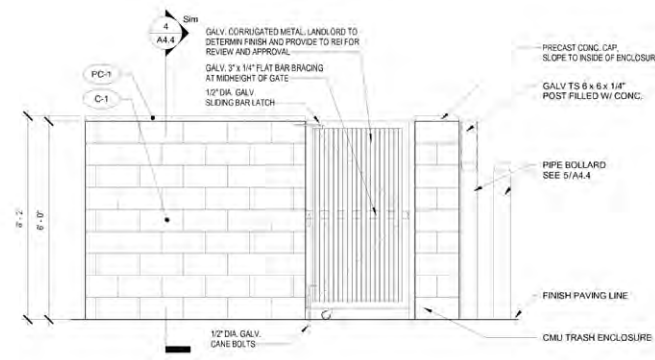 4
Sim
A4.4
GALV. CORRUGATED METAL. LANDLORD TO
DETERMIN FINISH AND PROVIDE TO REI FOR
REVIEW AND APPROVAL
GALV. 3" x 1/4" FLAT BAR BRACING
AT MIDHEIGHT OF GATE
1/2" DIA. GALV.
SLIDING BAR LATCH
PC-1
C-1
PRECAST CONC. CAP,
SLOPE TO INSIDE OF ENCLOSUR
GALV TS 6 x 6 x 1/4"
POST FILLED W/ CONC.
PIPE BOLLARD
SEE 5/A4.4
6' - 2"
6' - 0"
FINISH PAVING LINE
1/2" DIA. GALV.
CANE BOLTS
CMU TRASH ENCLOSURE